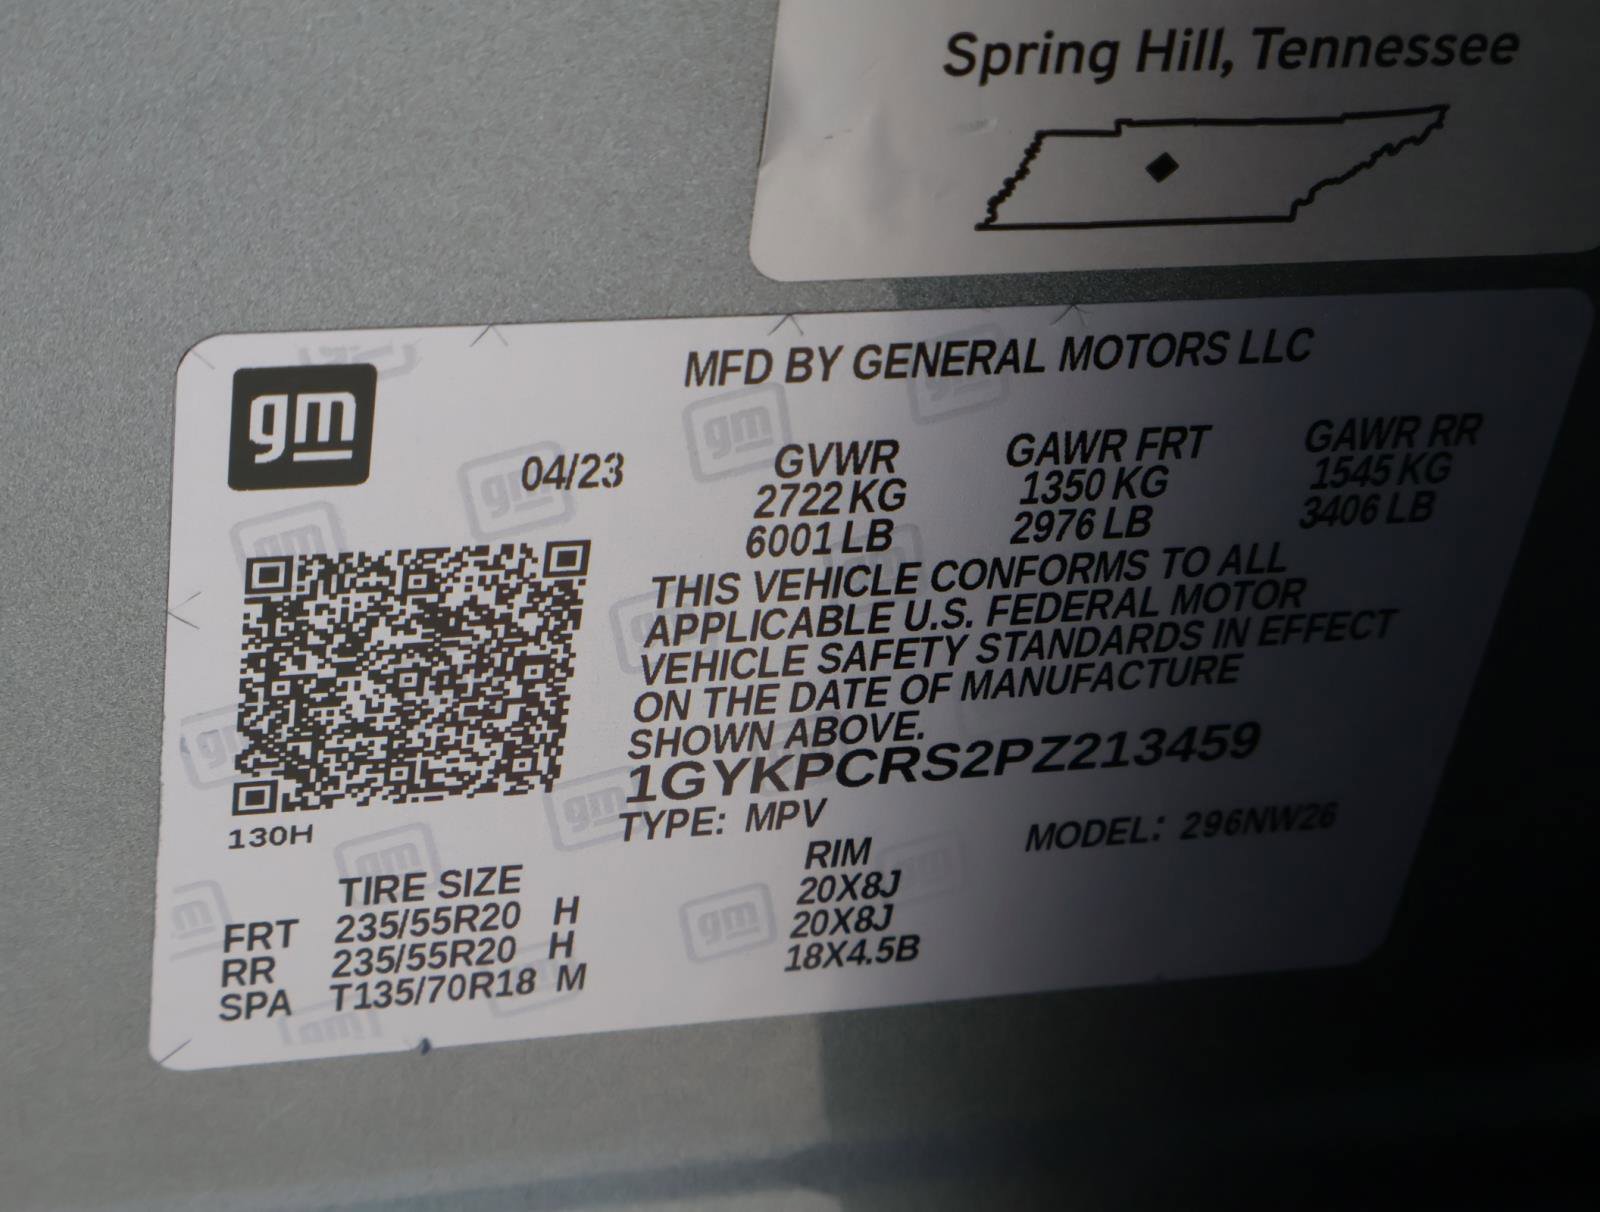 Spring Hill, Tennessee
gm
MFD BY GENERAL MOTORS LLC
04/23
GVWR GAWR FRT GAWR RR
2722 KG 1350 KG 1545 KG
6001 LB 2976 LB 3406 LB
THIS VEHICLE CONFORMS TO ALL
APPLICABLE U.S. FEDERAL MOTOR
VEHICLE SAFETY STANDARDS IN EFFECT
ON THE DATE OF MANUFACTURE
SHOWN ABOVE.
1GYKPCRS2PZ213459
TYPE: MPV MODEL: 296NW26
130H
TIRE SIZE RIM
FRT 235/55R20 H 20X8J
RR 235/55R20 H 20X8J
SPA T135/70R18 M 18X4.5B